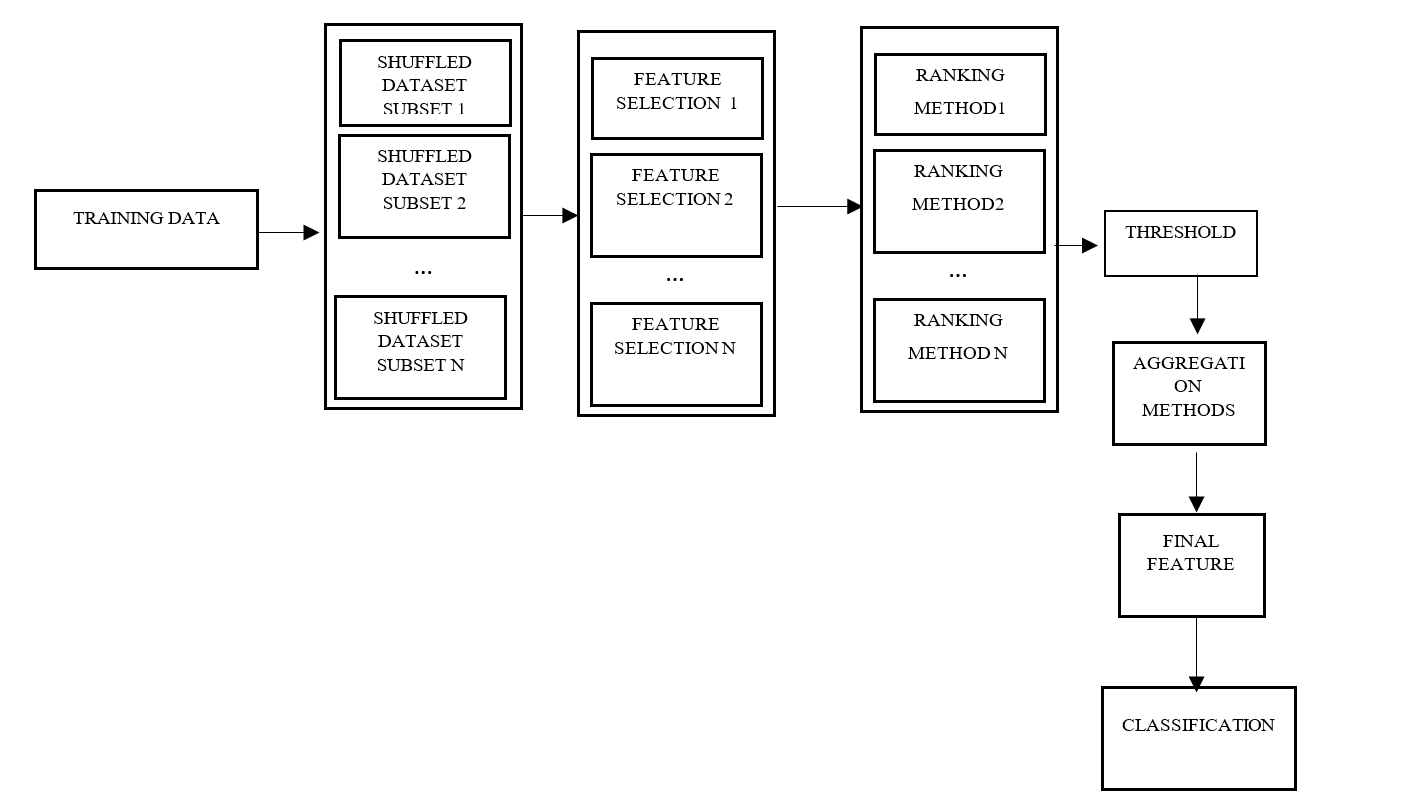 TRAINING DATA
SHUFFLED
DATASET
SUBSET 1
SHUFFLED
DATASET
SUBSET 2
...
SHUFFLED
DATASET
SUBSET N
FEATURE
SELECTION 1
FEATURE
SELECTION 2
...
FEATURE
SELECTION N
RANKING
METHOD1
RANKING
METHOD2
...
RANKING
METHOD N
THRESHOLD
AGGREGATI
ON
METHODS
FINAL
FEATURE
CLASSIFICATION